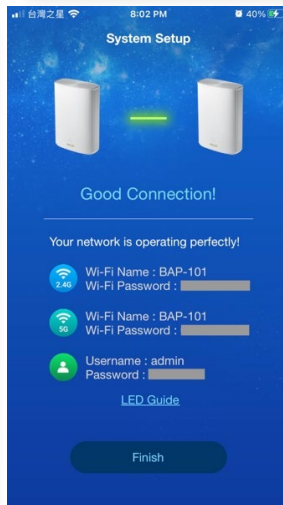 台灣之星 8:02 PM 40%
System Setup
Good Connection!
Your network is operating perfectly!
2.4G
Wi-Fi Name : BAP-101
Wi-Fi Password :
5G
Wi-Fi Name : BAP-101
Wi-Fi Password :
Username : admin
Password :
LED Guide
Finish